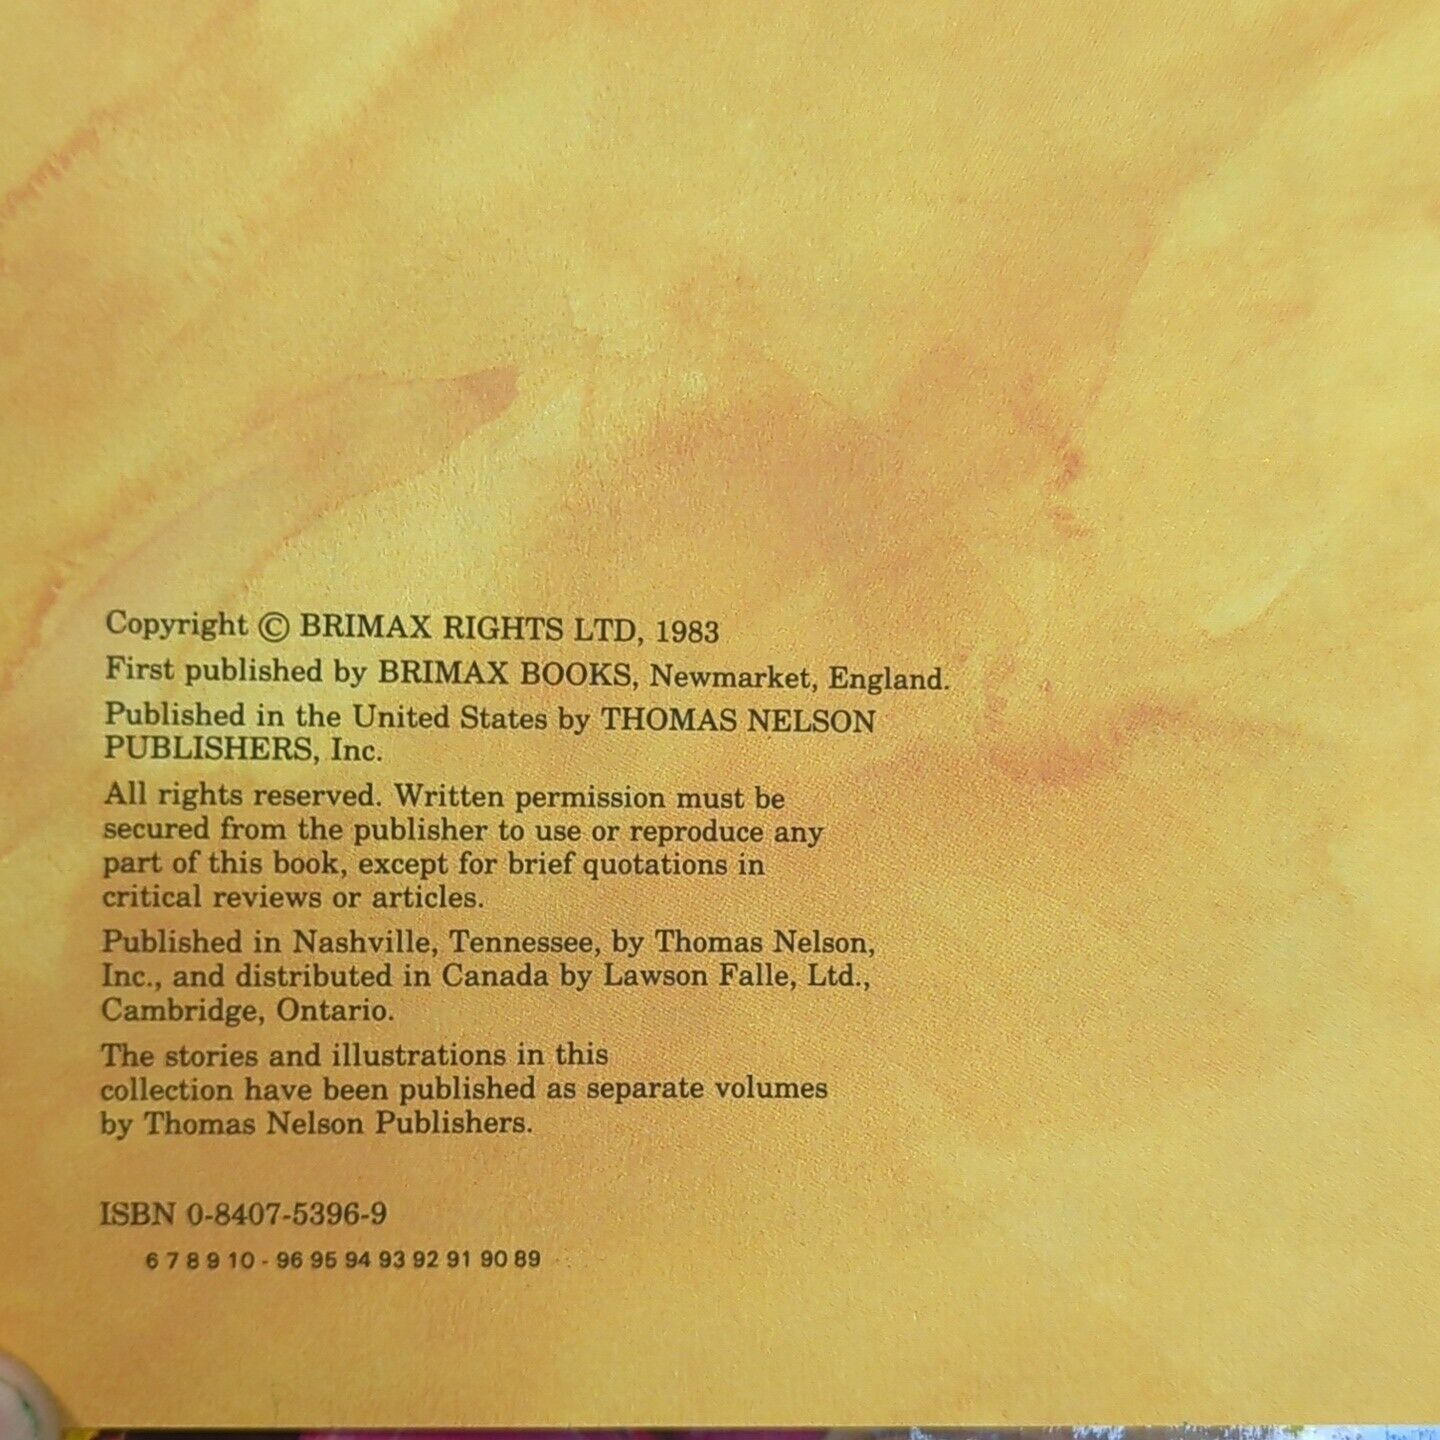 Copyright © BRIMAX RIGHTS LTD, 1983
First published by BRIMAX BOOKS, Newmarket, England.
Published in the United States by THOMAS NELSON
PUBLISHERS, Inc.
All rights reserved. Written permission must be
secured from the publisher to use or reproduce any
part of this book, except for brief quotations in
critical reviews or articles.
Published in Nashville, Tennessee, by Thomas Nelson,
Inc., and distributed in Canada by Lawson Falle, Ltd.,
Cambridge, Ontario.
The stories and illustrations in this
collection have been published as separate volumes
by Thomas Nelson Publishers.
ISBN 0-8407-5396-9
6 7 8 9 10 - 96 95 94 93 92 91 90 89